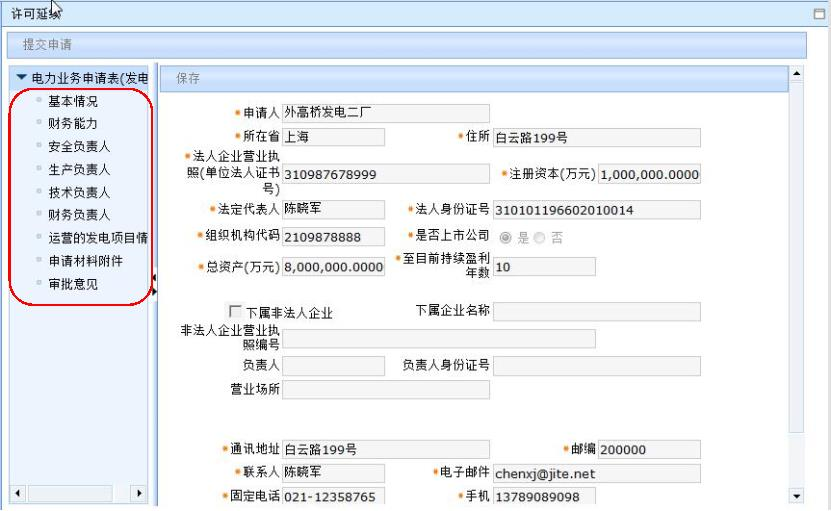 许可延续
提交申请
电力业务申请表(发电
基本情况
财务能力
安全负责人
生产负责人
技术负责人
财务负责人
运营的发电项目情
申请材料附件
审批意见
保存
*申请人 外高桥发电二厂
*所在省 上海 *住所 白云路199号
*法人企业营业执
照(单位法人证书
号) 310987678999 *注册资本(万元) 1,000,000.0000
*法定代表人 陈晓军 *法人身份证号 310101196602010014
*组织机构代码 2109878888 *是否上市公司 是 否
*总资产(万元) 8,000,000.0000 *至目前持续盈利
年数 10
下属非法人企业 下属企业名称
非法人企业营业执
照编号
负责人 负责人身份证号
营业场所
*通讯地址 白云路199号 *邮编 200000
*联系人 陈晓军 *电子邮件 chenxj@jite.net
*固定电话 021-12358765 *手机 13789089098